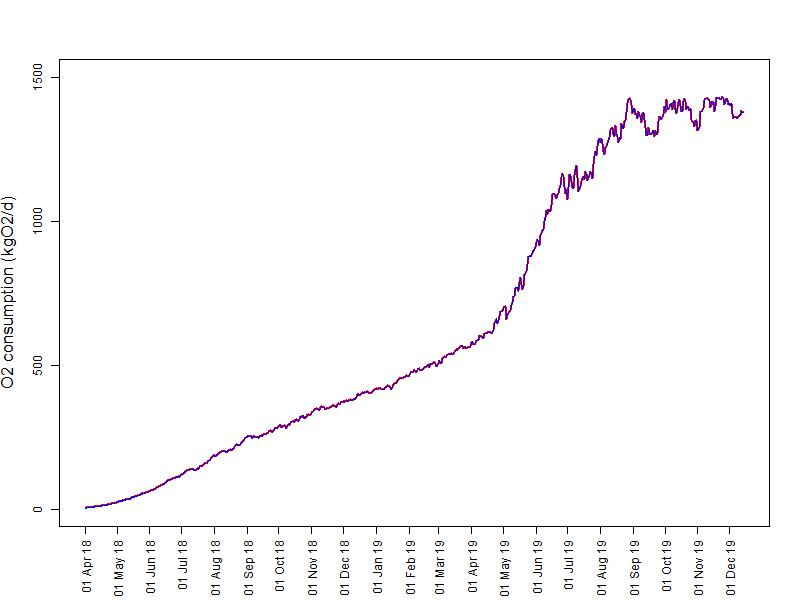 O2 consumption (kgO2/d)
1500
1000
500
0
01 Apr 18
01 May 18
01 Jun 18
01 Jul 18
01 Aug 18
01 Sep 18
01 Oct 18
01 Nov 18
01 Dec 18
01 Jan 19
01 Feb 19
01 Mar 19
01 Apr 19
01 May 19
01 Jun 19
01 Jul 19
01 Aug 19
01 Sep 19
01 Oct 19
01 Nov 19
01 Dec 19